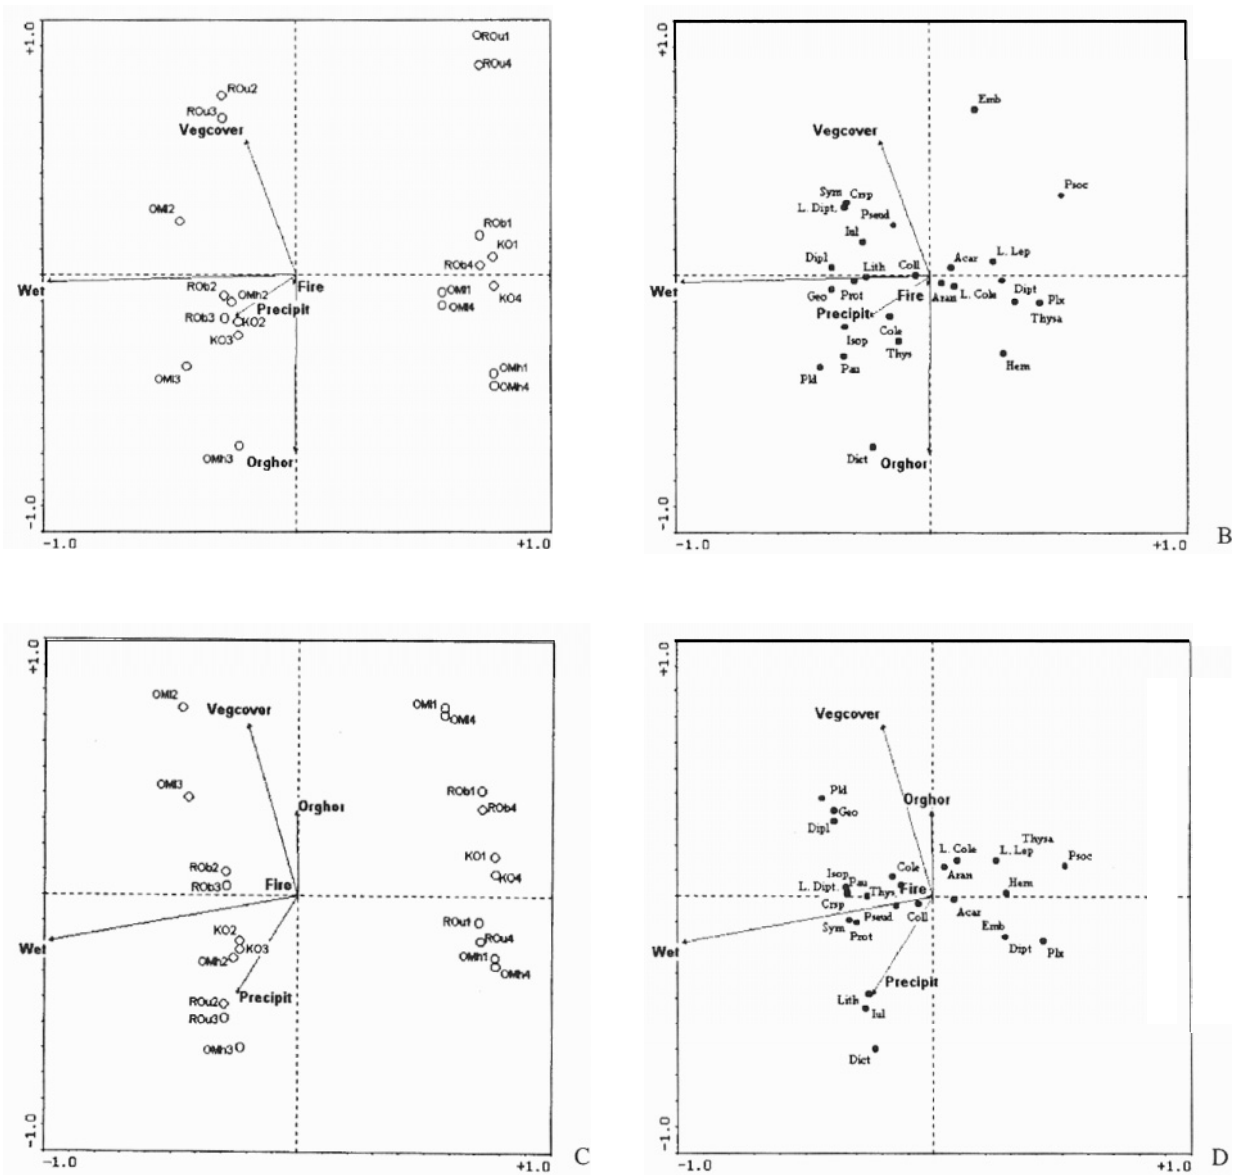 +1.0
ROu1
ROu4
ROu2
ROu3
Vegcover
OMl2
ROb1
KO1
ROb4
Wet
ROb2
OMh2
Fire
OMl1
KO4
Precipit
OMl4
ROb3
KO2
KO3
OMl3
OMh1
OMh4
OMh3
Orghor
-1.0
-1.0
+1.0
+1.0
Emb
Vegcover
Psoc
Sym
Crsp
L. Dipt.
Pseud
Iul
Dipl
Lith
Coll
Acar
L. Lep
Wet
Geo
Prot
Fire
Aran
L. Cole
Dipt
Plx
Precipit
Thysa
Isop
Cole
Thys
Pld
Pau
Hem
Dict
Orghor
-1.0
-1.0
+1.0
B
+1.0
OMl2
Vegcover
OMl1
OMl4
OMl3
Orghor
ROb1
ROb4
ROb2
ROb3
Fire
KO1
KO4
Wet
KO2
KO3
OMh2
ROu1
ROu4
OMh1
OMh4
ROu2
Precipit
ROu3
OMh3
-1.0
-1.0
+1.0
C
+1.0
Vegcover
Pld
Geo
Dipl
Orghor
Thysa
L. Cole
L. Lep
Psoc
Aran
Isop
Pau
Cole
L. Dipt.
Thys
Fire
Hem
Crsp
Pseud
Coll
Acar
Sym
Prot
Emb
Dipt
Plx
Wet
Lith
Precipit
Iul
Dict
-1.0
-1.0
+1.0
D